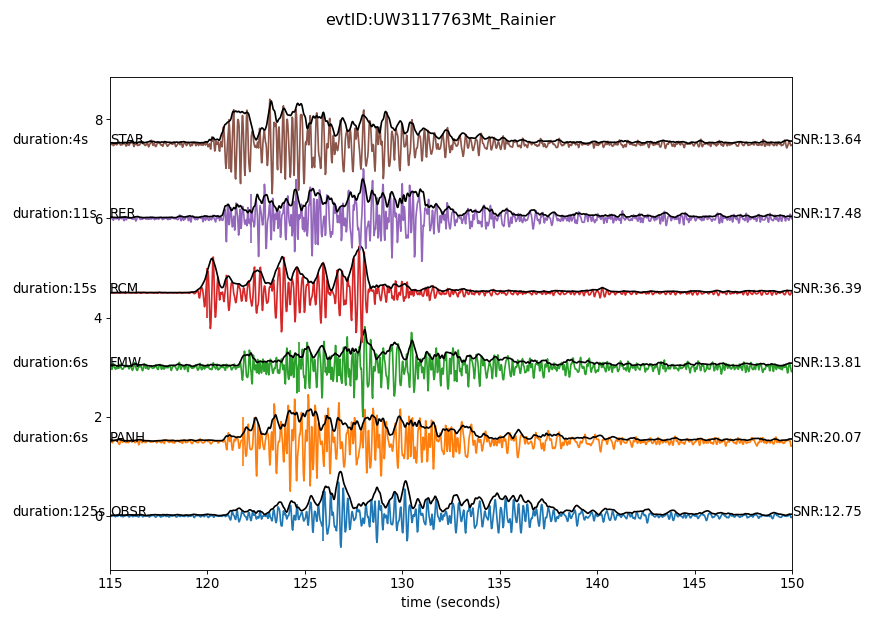 evtID:UW3117763Mt_Rainier
8
duration:4s STAR SNR:13.64
duration:11s RER SNR:17.48
6
duration:15s RCM SNR:36.39
4
duration:6s FMW SNR:13.81
2
duration:6s PANH SNR:20.07
duration:125s OBSR SNR:12.75
0
115 120 125 130 135 140 145 150
time (seconds)